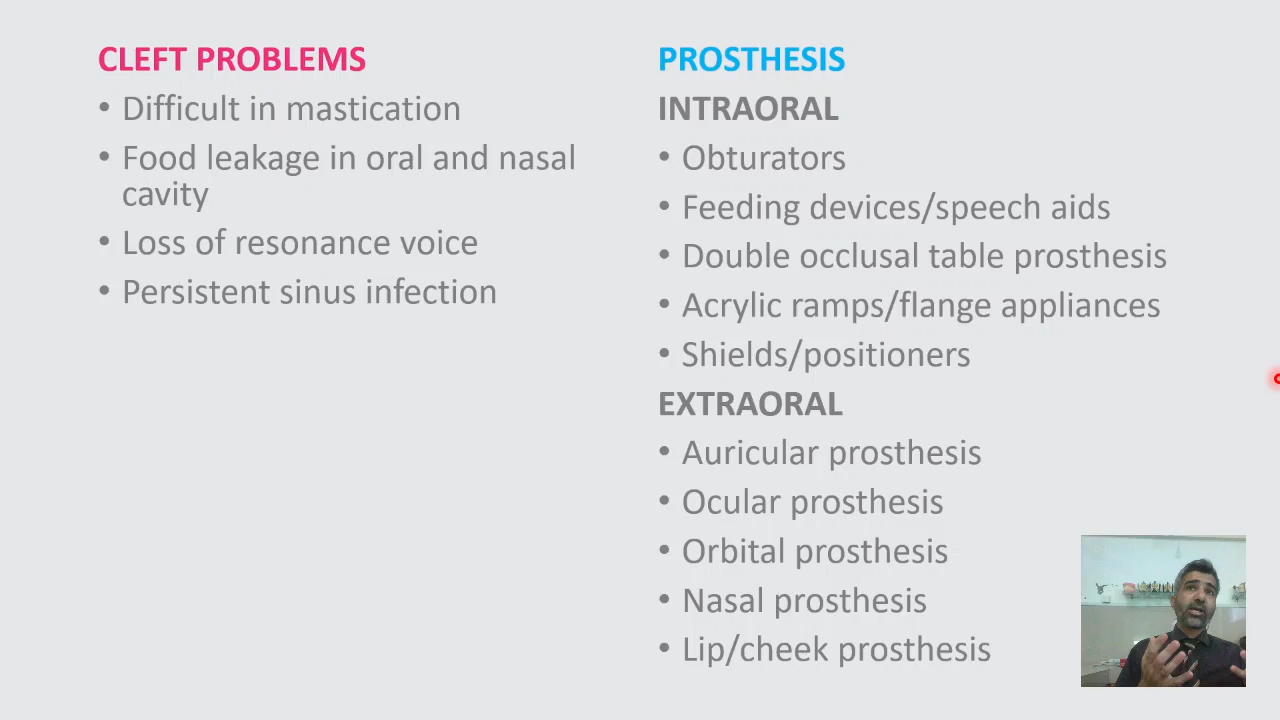 CLEFT PROBLEMS
• Difficult in mastication
• Food leakage in oral and nasal
cavity
• Loss of resonance voice
• Persistent sinus infection
PROSTHESIS
INTRAORAL
• Obturators
• Feeding devices/speech aids
• Double occlusal table prosthesis
• Acrylic ramps/flange appliances
• Shields/positioners
EXTRAORAL
• Auricular prosthesis
• Ocular prosthesis
• Orbital prosthesis
• Nasal prosthesis
• Lip/cheek prosthesis